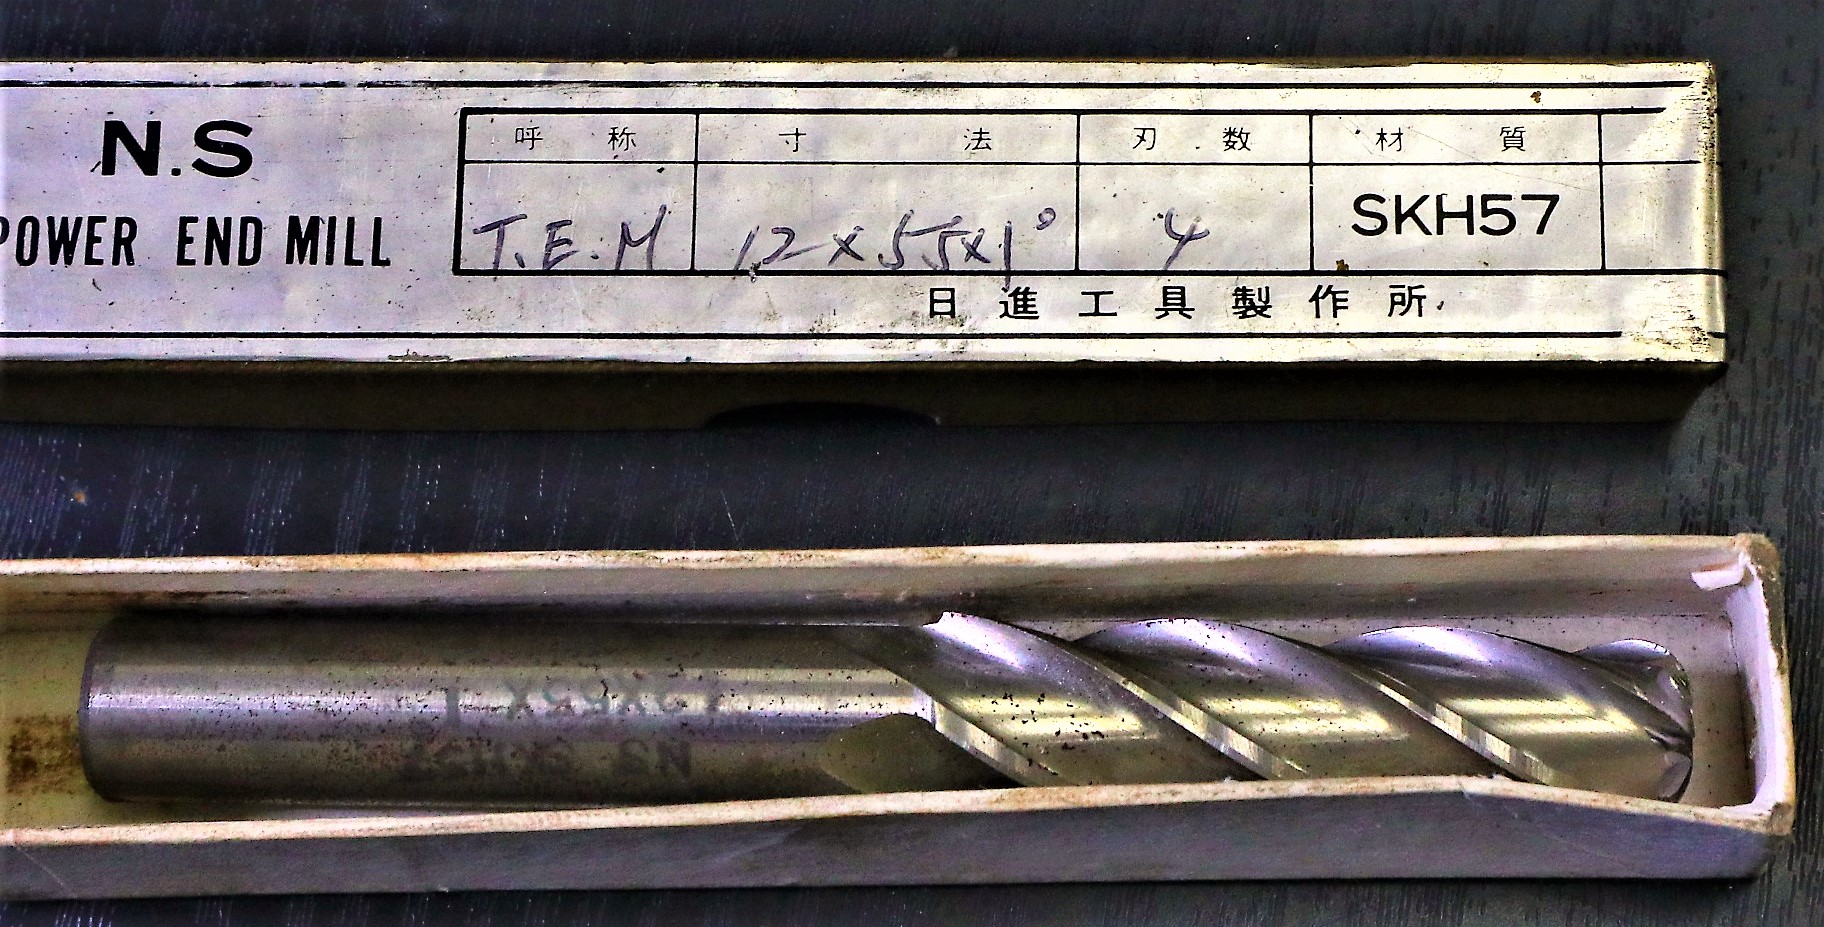 N.S
POWER END MILL
呼称 寸法 刃数 材質
T.E.M 12×55×1° 4 SKH57
日進工具製作所